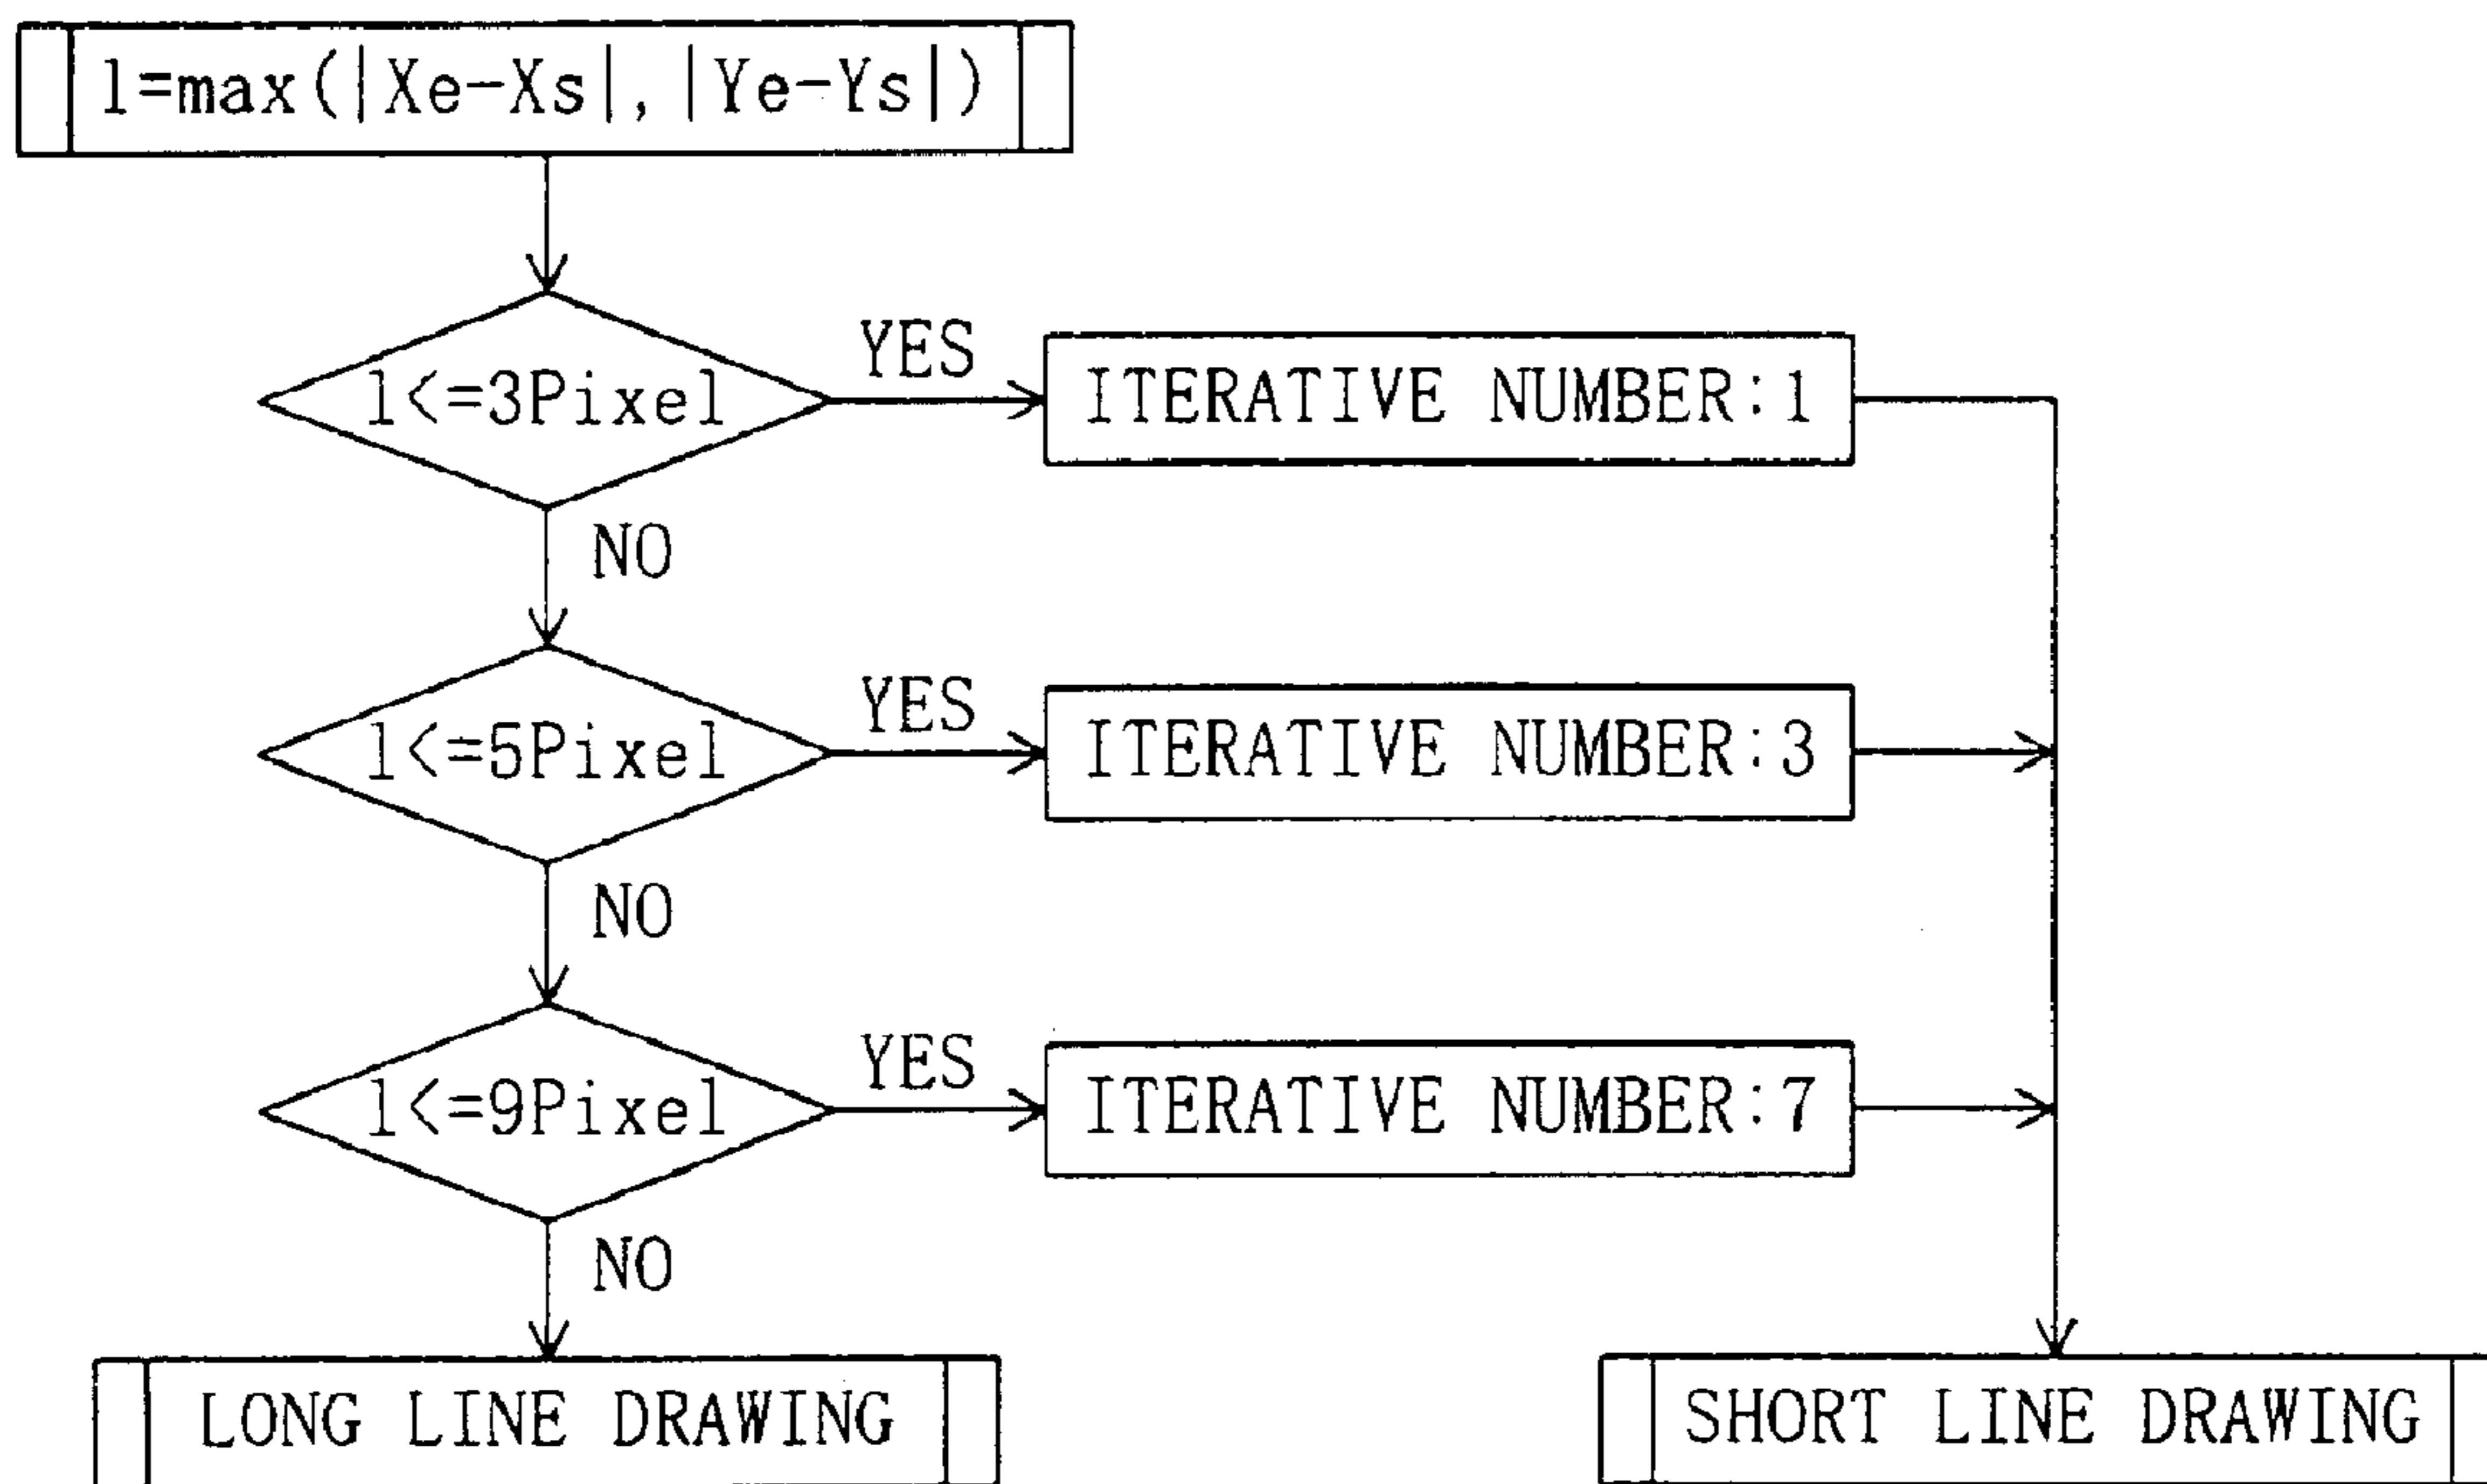 l=max(|Xe-Xs|,|Ye-Ys|)
l<=3Pixel
YES
ITERATIVE NUMBER:1
NO
l<=5Pixel
YES
ITERATIVE NUMBER:3
NO
l<=9Pixel
YES
ITERATIVE NUMBER:7
NO
LONG LINE DRAWING
SHORT LINE DRAWING